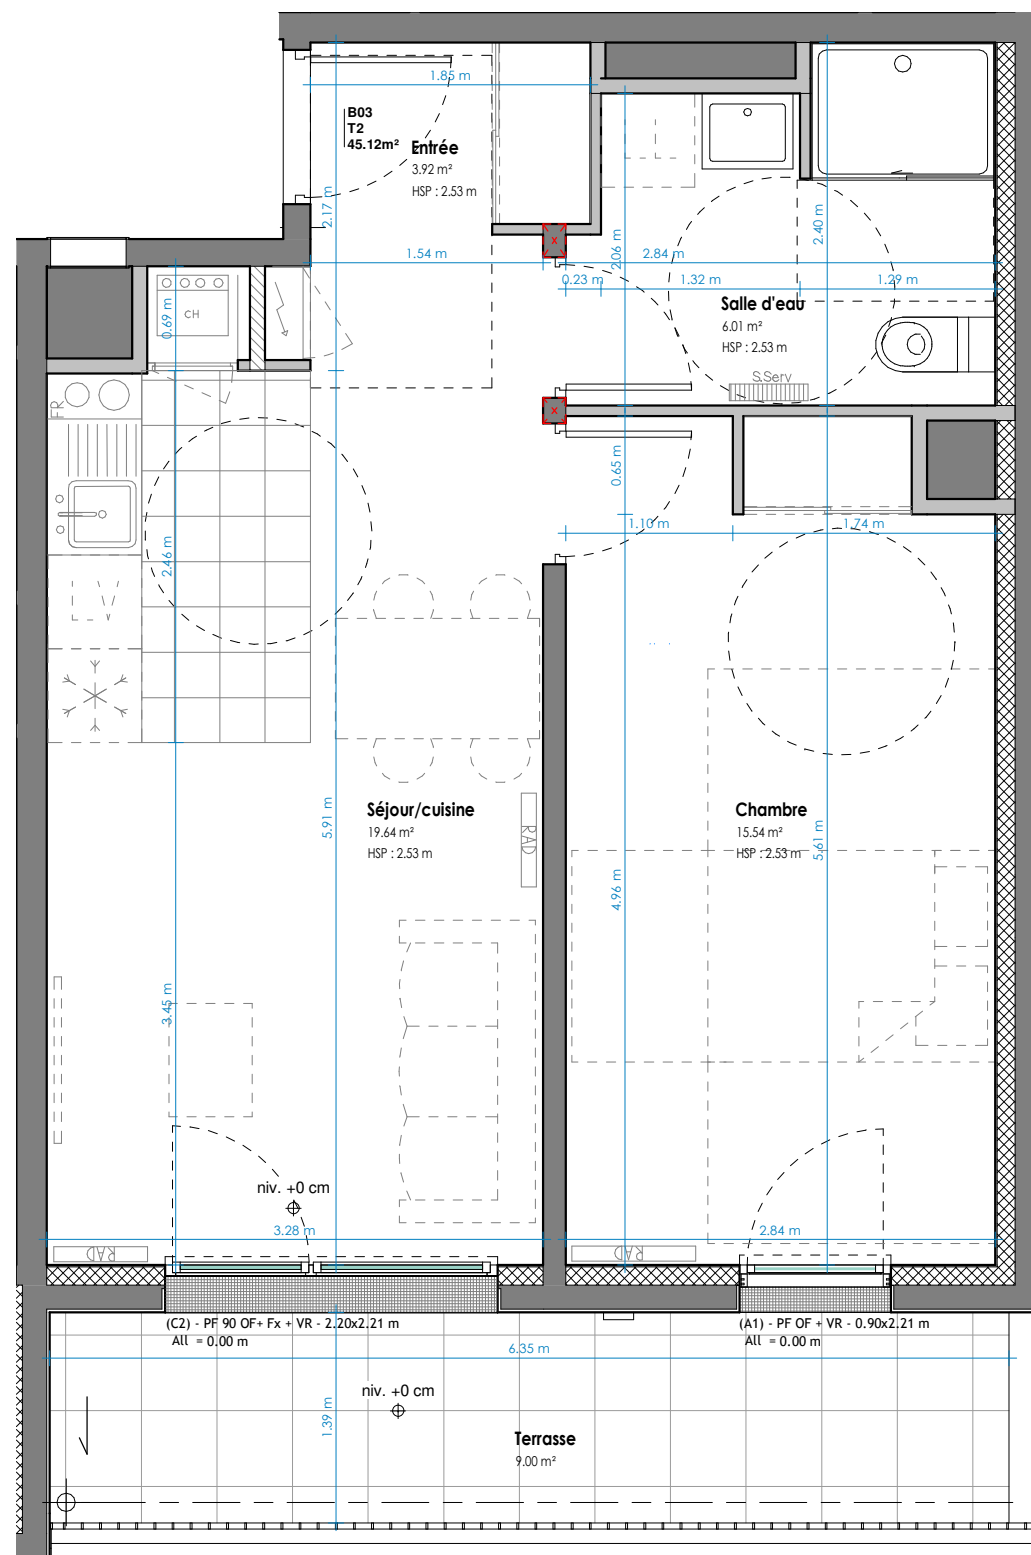 1.85 m
B03
T2
45.12m²
Entrée
3.92 m²
HSP : 2.53 m
2.17 m
2.40 m
2.06 m
1.54 m
2.84 m
0.23 m
1.32 m
1.29 m
Salle d'eau
6.01 m²
HSP : 2.53 m
0.69 m
CH
S.Serv
FR
0.65 m
1.10 m
1.74 m
2.46 m
LV
Séjour/cuisine
19.64 m²
HSP : 2.53 m
5.91 m
RAD
Chambre
15.54 m²
HSP : 2.53 m
5.61 m
4.96 m
3.45 m
niv. +0 cm
3.28 m
2.84 m
RAD
RAD
(C2) - PF 90 OF+ Fx + VR - 2.20x2.21 m
All = 0.00 m
(A1) - PF OF + VR - 0.90x2.21 m
All = 0.00 m
6.35 m
niv. +0 cm
1.39 m
Terrasse
9.00 m²